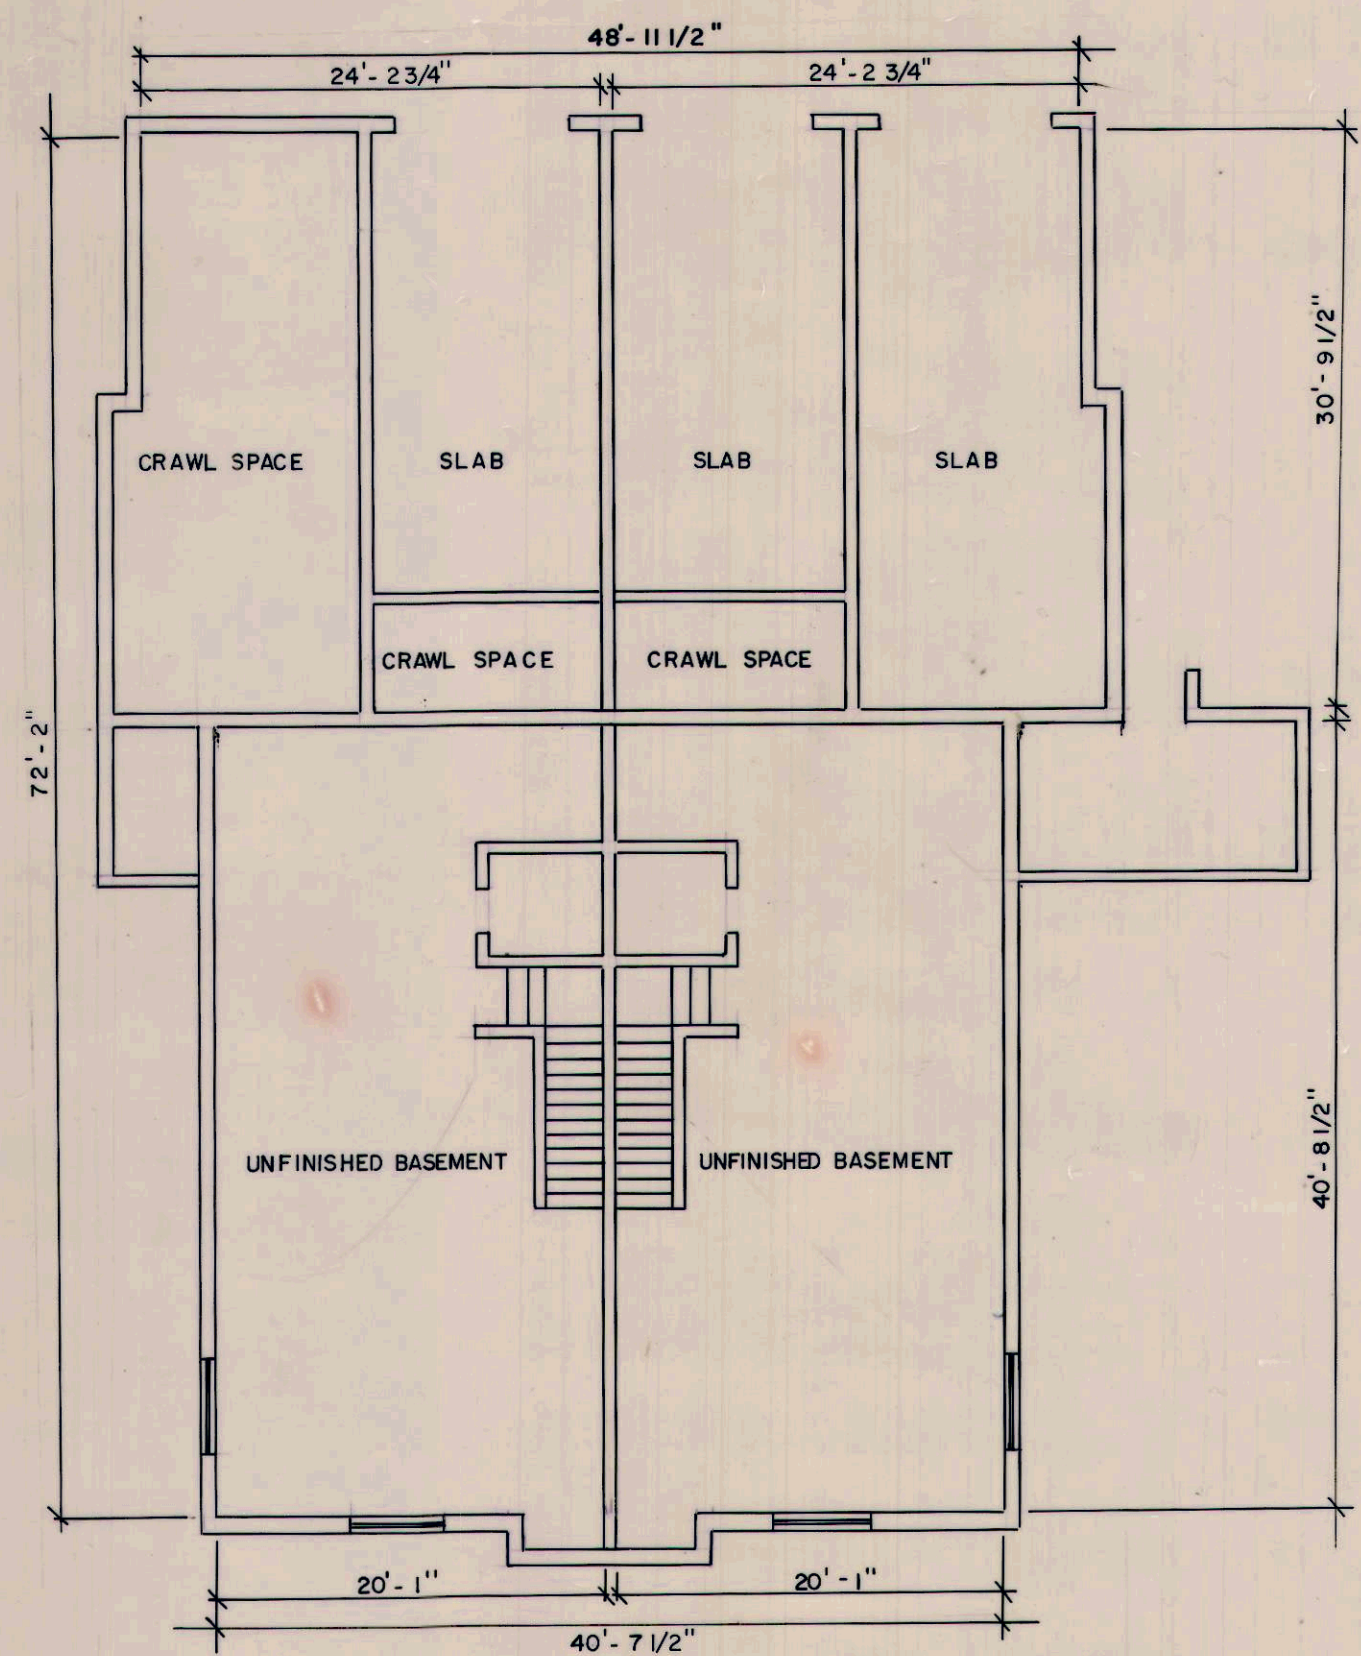 48'-11 1/2"
24'-2 3/4"
24'-2 3/4"
30'-9 1/2"
CRAWL SPACE
SLAB
SLAB
SLAB
CRAWL SPACE
CRAWL SPACE
72'-2"
40'-8 1/2"
UNFINISHED BASEMENT
UNFINISHED BASEMENT
20'-1"
20'-1"
40'-7 1/2"